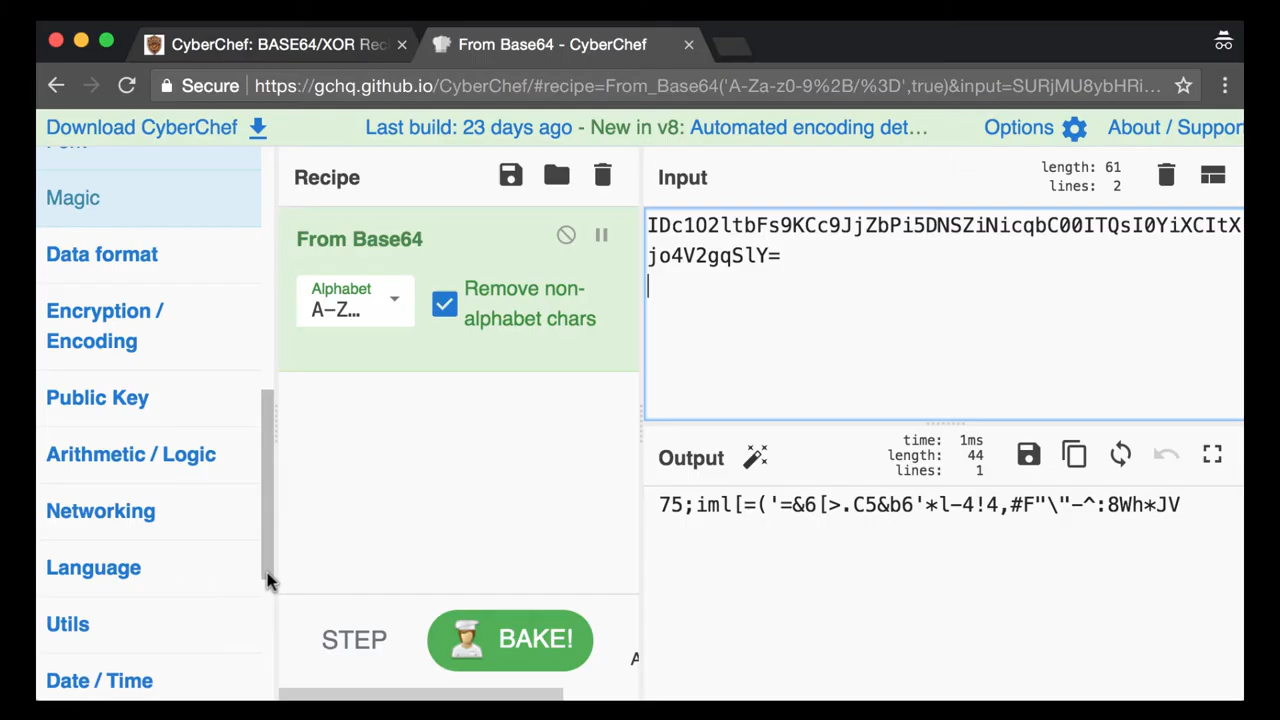 CyberChef: BASE64/XOR Rec
From Base64 - CyberChef
Secure
https://gchq.github.io/CyberChef/#recipe=From_Base64('A-Za-z0-9%2B/%3D',true)&input=SURjMU8ybHRi…
Download CyberChef
Last build: 23 days ago - New in v8: Automated encoding det…
Options
About / Suppor
Magic
Data format
Encryption /
Encoding
Public Key
Arithmetic / Logic
Networking
Language
Utils
Date / Time
Recipe
From Base64
Alphabet
A-Z…
Remove non-
alphabet chars
STEP
BAKE!
A
Input
length: 61
lines: 2
IDc1O2ltbFs9KCc9JjZbPi5DNSZiNicqbC00ITQsI0YiXCItX
jo4V2gqSlY=
Output
time: 1ms
length: 44
lines: 1
75;iml[=('=&6[>.C5&b6'*l-4!4,#F"\"-^:8Wh*JV